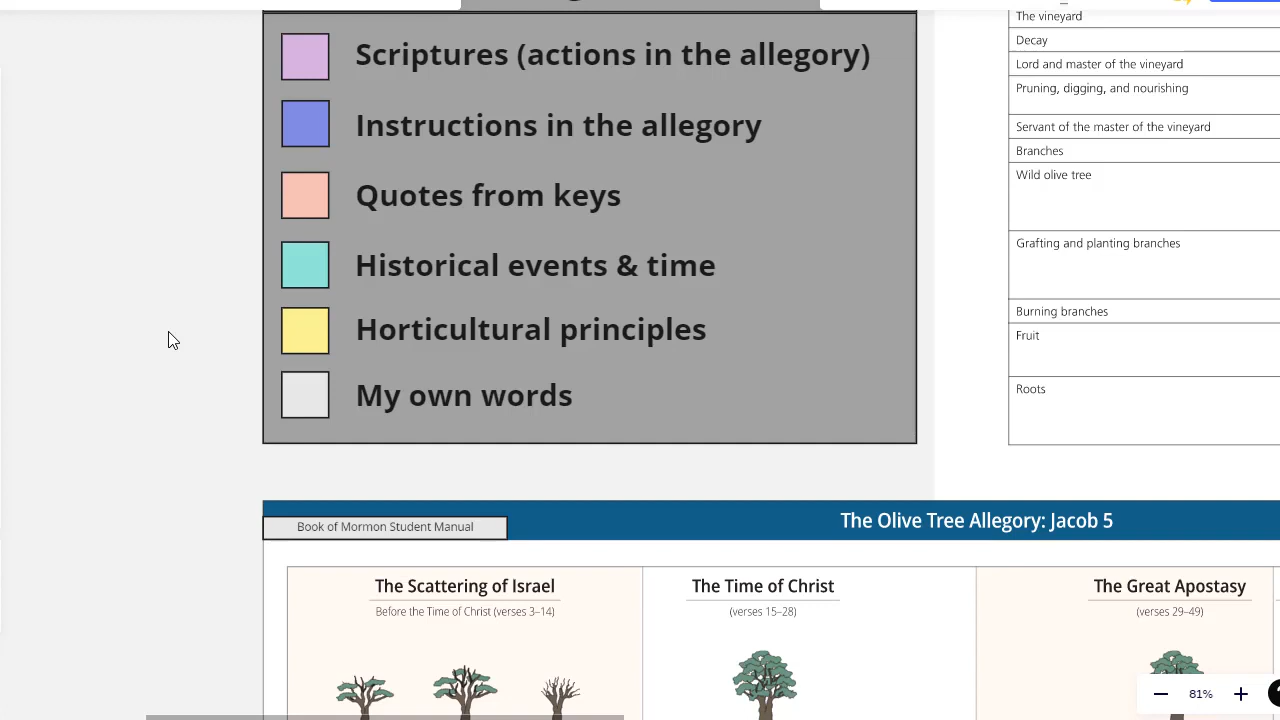 Scriptures (actions in the allegory)
Instructions in the allegory
Quotes from keys
Historical events & time
Horticultural principles
My own words
The vineyard
Decay
Lord and master of the vineyard
Pruning, digging, and nourishing
Servant of the master of the vineyard
Branches
Wild olive tree
Grafting and planting branches
Burning branches
Fruit
Roots
Book of Mormon Student Manual
The Olive Tree Allegory: Jacob 5
The Scattering of Israel
Before the Time of Christ (verses 3–14)
The Time of Christ
(verses 15–28)
The Great Apostasy
(verses 29–49)
81%